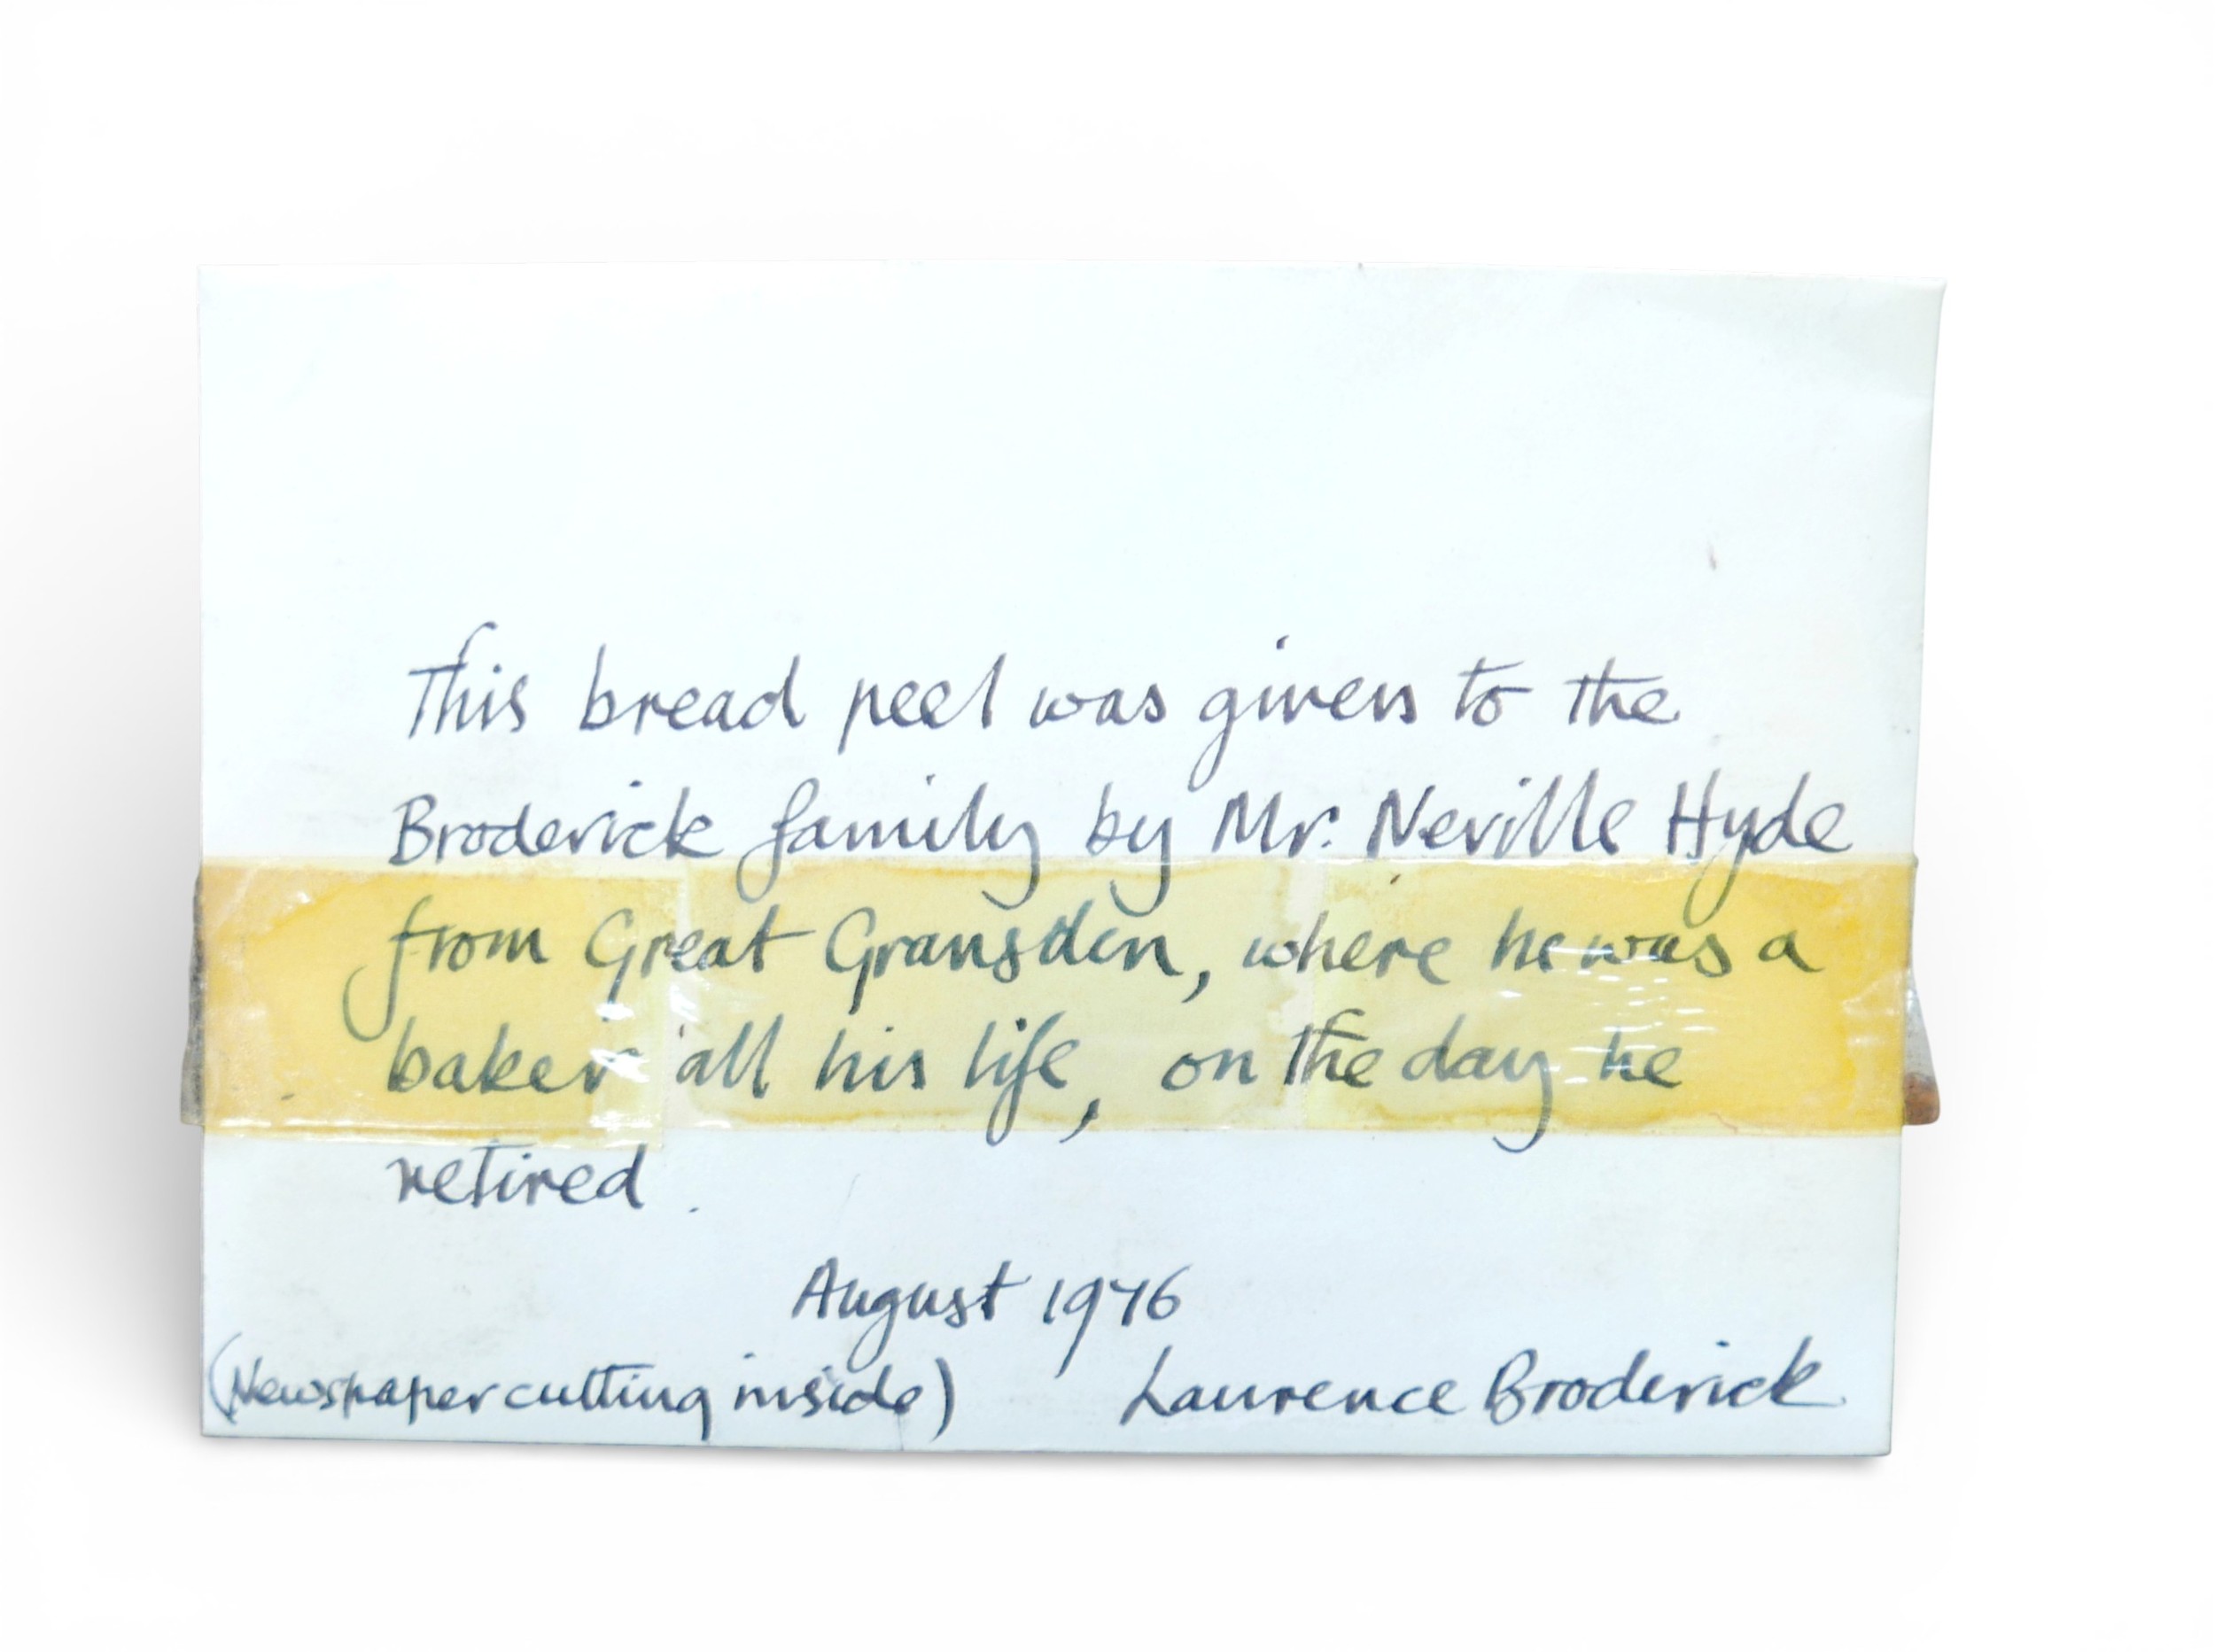 This bread peel was given to the
Broderick family by Mr. Neville Hyde
from Great Gransden, where he was a
baker all his life, on the day he
retired.
August 1976
(Newspaper cutting inside) Laurence Broderick